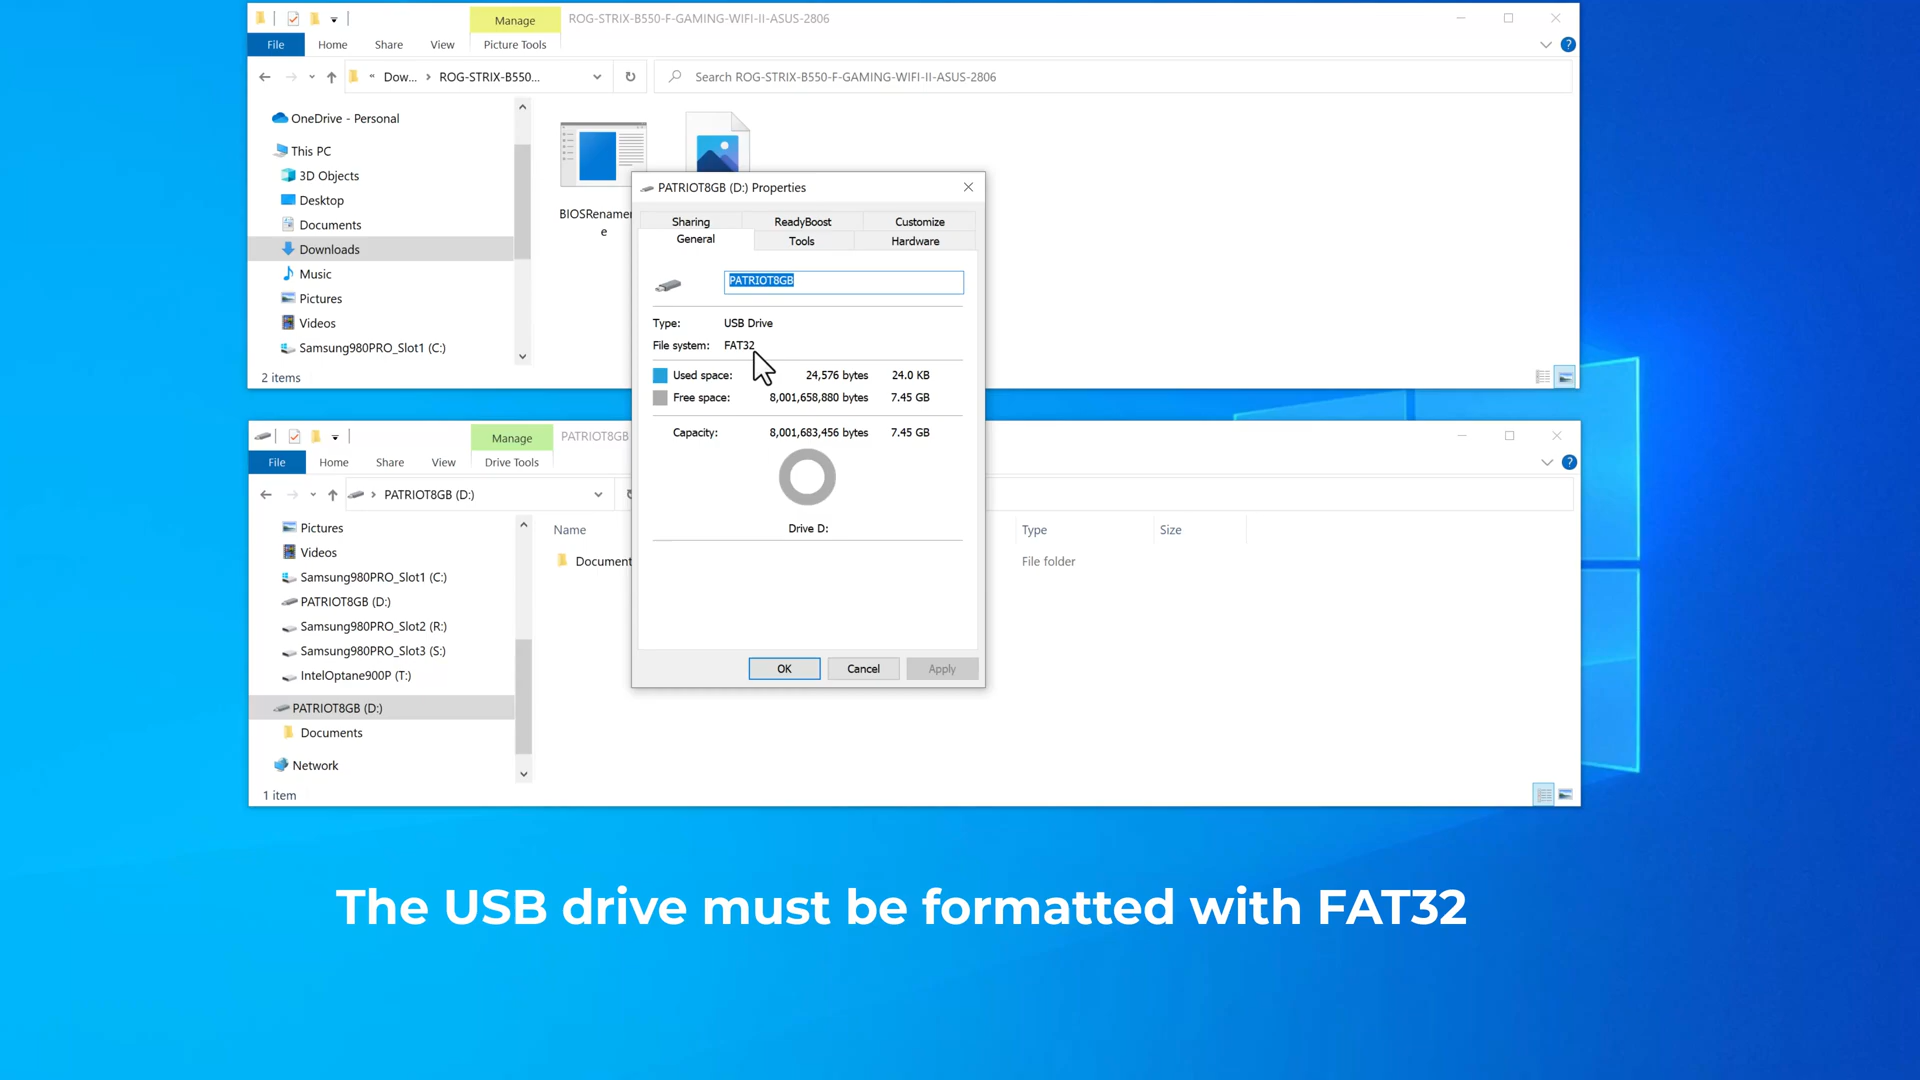 Manage
ROG-STRIX-B550-F-GAMING-WIFI-II-ASUS-2806
File
Home
Share
View
Picture Tools
?
« Dow... > ROG-STRIX-B550...
Search ROG-STRIX-B550-F-GAMING-WIFI-II-ASUS-2806
OneDrive - Personal
This PC
3D Objects
Desktop
Documents
Downloads
Music
Pictures
Videos
Samsung980PRO_Slot1 (C:)
2 items
BIOSRename
e
PATRIOT8GB (D:) Properties
Sharing
ReadyBoost
Customize
General
Tools
Hardware
PATRIOT8GB
Type: USB Drive
File system: FAT32
Used space: 24,576 bytes 24.0 KB
Free space: 8,001,658,880 bytes 7.45 GB
Capacity: 8,001,683,456 bytes 7.45 GB
Drive D:
OK
Cancel
Apply
Manage
PATRIOT8GB
File
Home
Share
View
Drive Tools
?
> PATRIOT8GB (D:)
Pictures
Videos
Samsung980PRO_Slot1 (C:)
PATRIOT8GB (D:)
Samsung980PRO_Slot2 (R:)
Samsung980PRO_Slot3 (S:)
IntelOptane900P (T:)
PATRIOT8GB (D:)
Documents
Network
1 item
Name
Type
Size
Document
File folder
The USB drive must be formatted with FAT32